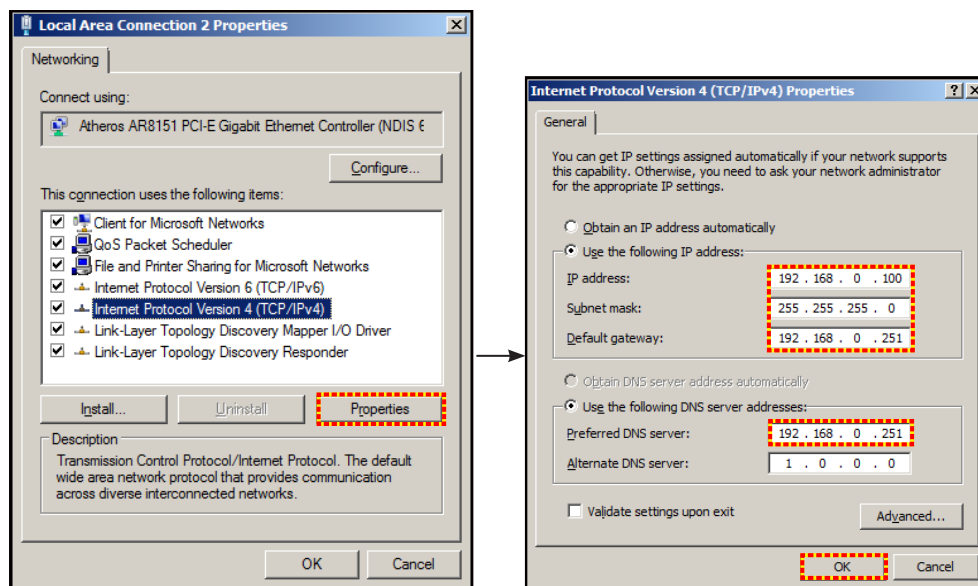 Local Area Connection 2 Properties
Networking
Connect using:
Atheros AR8151 PCI-E Gigabit Ethernet Controller (NDIS 6
Configure...
This connection uses the following items:
Client for Microsoft Networks
QoS Packet Scheduler
File and Printer Sharing for Microsoft Networks
Internet Protocol Version 6 (TCP/IPv6)
Internet Protocol Version 4 (TCP/IPv4)
Link-Layer Topology Discovery Mapper I/O Driver
Link-Layer Topology Discovery Responder
Install...
Uninstall
Properties
Description
Transmission Control Protocol/Internet Protocol. The default
wide area network protocol that provides communication
across diverse interconnected networks.
OK
Cancel
Internet Protocol Version 4 (TCP/IPv4) Properties
General
You can get IP settings assigned automatically if your network supports
this capability. Otherwise, you need to ask your network administrator
for the appropriate IP settings.
Obtain an IP address automatically
Use the following IP address:
IP address: 192 . 168 . 0 . 100
Subnet mask: 255 . 255 . 255 . 0
Default gateway: 192 . 168 . 0 . 251
Obtain DNS server address automatically
Use the following DNS server addresses:
Preferred DNS server: 192 . 168 . 0 . 251
Alternate DNS server: 1 . 0 . 0 . 0
Validate settings upon exit
Advanced...
OK
Cancel